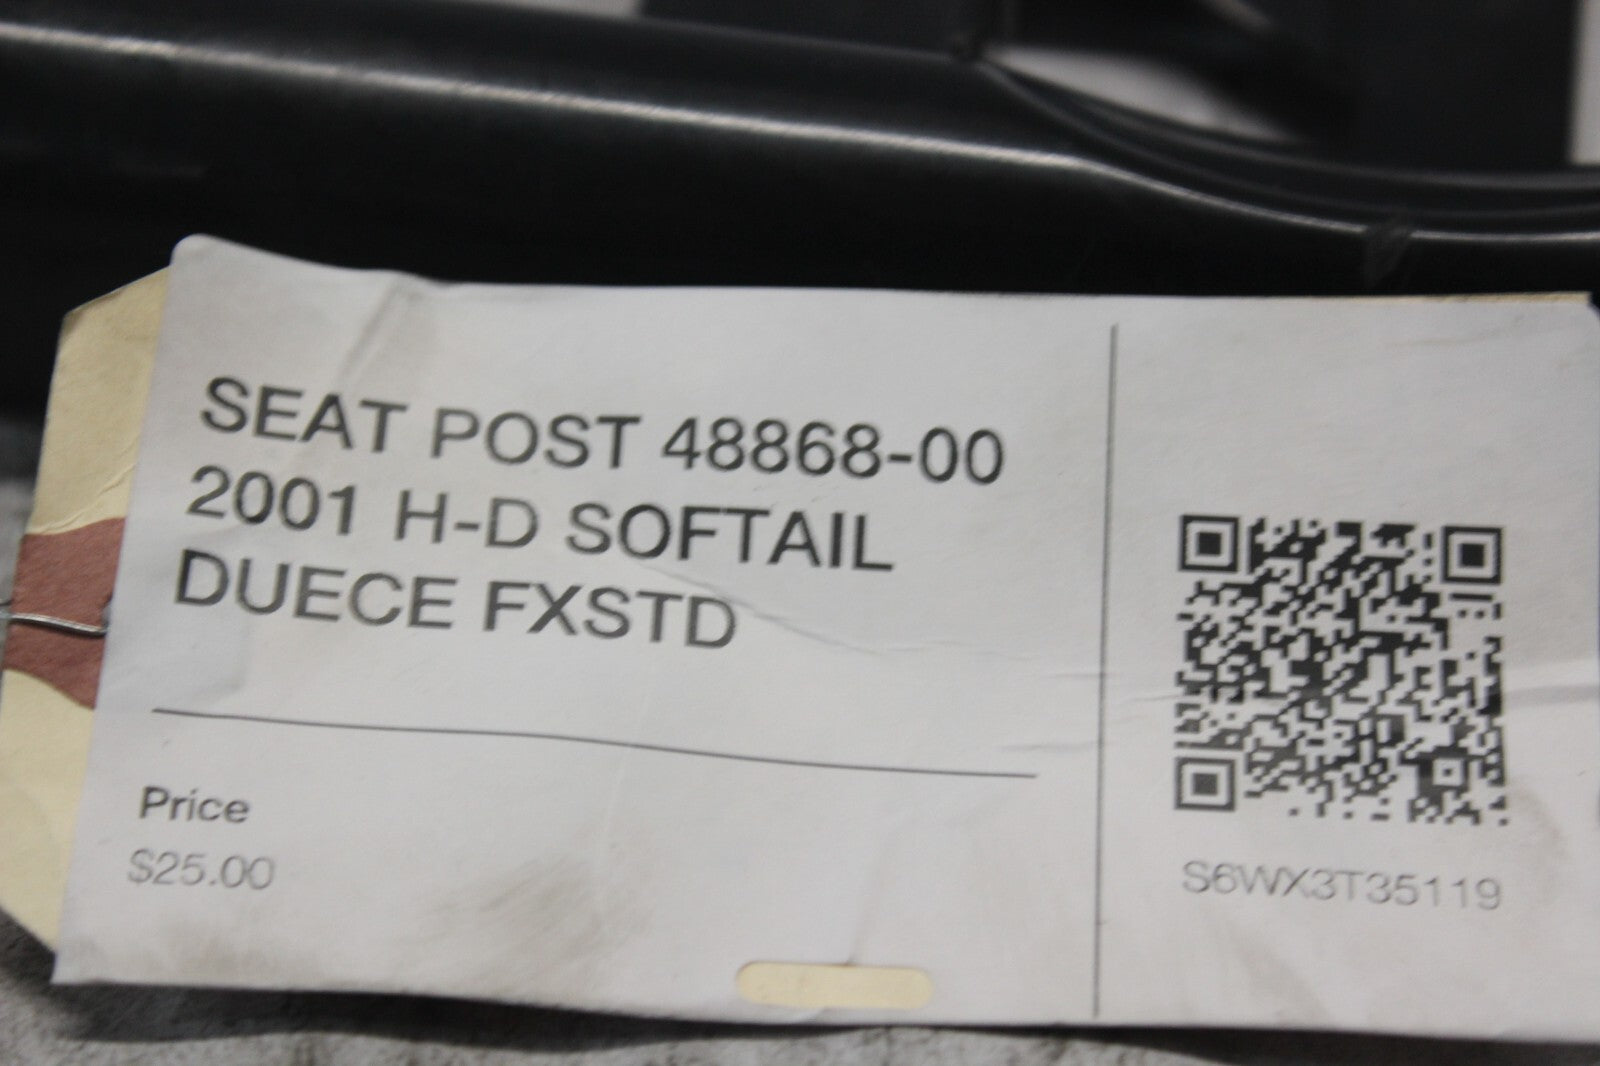 SEAT POST 48868-00
2001 H-D SOFTAIL
DUECE FXSTD
Price
$25.00
S6WX3T35119